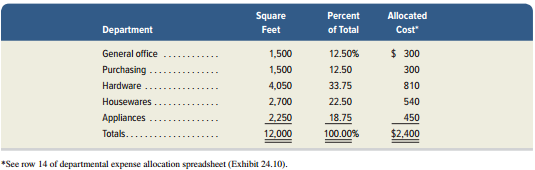 Square Percent Allocated
Department Feet of Total Cost*
General office ............ 1,500 12.50% $ 300
Purchasing ............... 1,500 12.50 300
Hardware ................ 4,050 33.75 810
Housewares .............. 2,700 22.50 540
Appliances ............... 2,250 18.75 450
Totals.................... 12,000 100.00% $2,400
*See row 14 of departmental expense allocation spreadsheet (Exhibit 24.10).